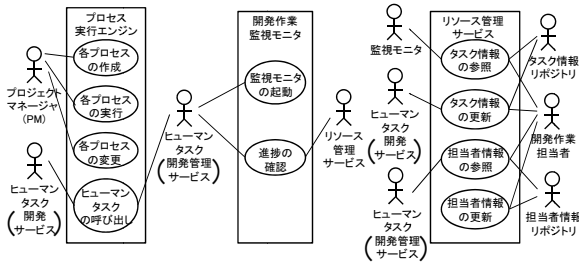 プロセス
実行エンジン
各プロセス
の作成
各プロセス
の実行
各プロセス
の変更
ヒューマン
タスク
の呼び出し
プロジェクト
マネージャ
(PM)
ヒューマン
タスク
(開発
サービス)
ヒューマン
タスク
(開発管理
サービス)
開発作業
監視モニタ
監視モニタ
の起動
進捗の
確認
リソース
管理
サービス
監視モニタ
ヒューマン
タスク
(開発
サービス)
ヒューマン
タスク
(開発管理
サービス)
リソース管理
サービス
タスク情報
の参照
タスク情報
の更新
担当者情報
の参照
担当者情報
の更新
タスク情報
リポジトリ
開発作業
担当者
担当者情報
リポジトリ